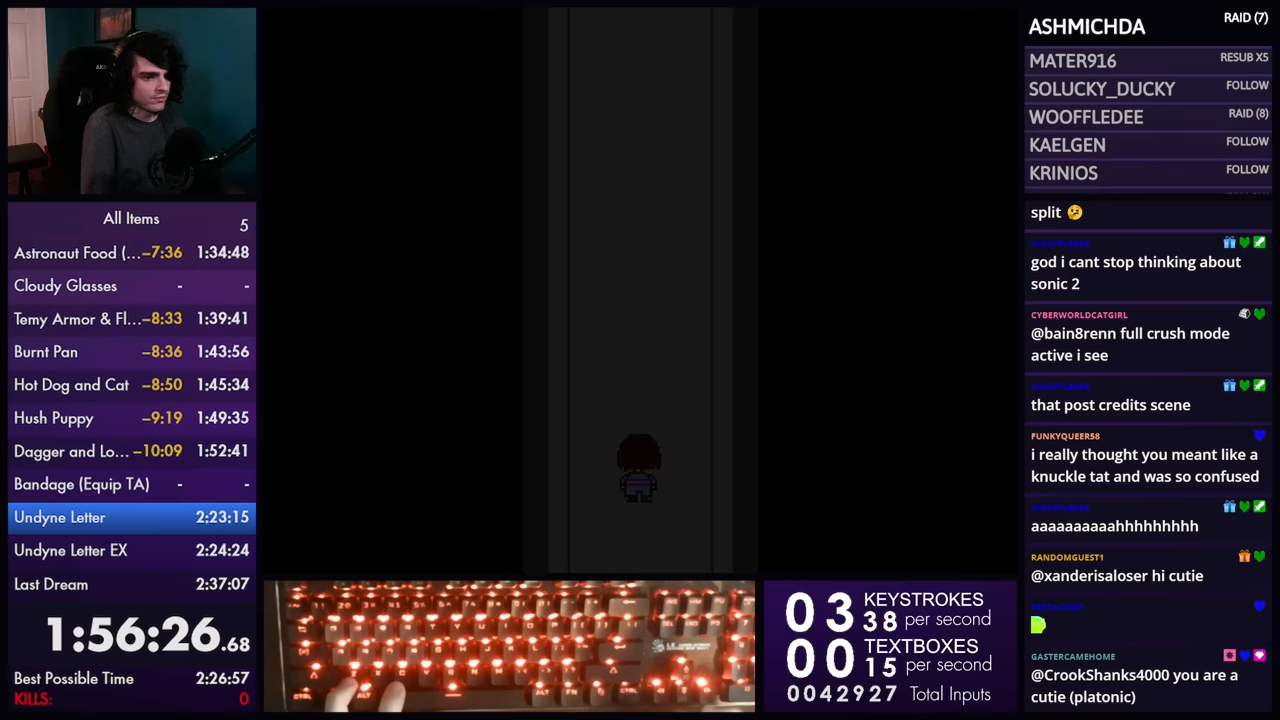 All Items
5
Astronaut Food (... –7:36 1:34:48
Cloudy Glasses - -
Temy Armor & Fl... –8:33 1:39:41
Burnt Pan –8:36 1:43:56
Hot Dog and Cat –8:50 1:45:34
Hush Puppy –9:19 1:49:35
Dagger and Lo... –10:09 1:52:41
Bandage (Equip TA) - -
Undyne Letter 2:23:15
Undyne Letter EX 2:24:24
Last Dream 2:37:07
1:56:26.68
Best Possible Time 2:26:57
KILLS: 0
03 38 KEYSTROKES per second
00 15 TEXTBOXES per second
0042927 Total Inputs
ASHMICHDA RAID (7)
MATER916 RESUB X5
SOLUCKY_DUCKY FOLLOW
WOOFFLEDEE RAID (8)
KAELGEN FOLLOW
KRINIOS FOLLOW
split 🤔
WOOFFLEDEE
god i cant stop thinking about
sonic 2
CYBERWORLDCATGIRL
@bain8renn full crush mode
active i see
WOOFFLEDEE
that post credits scene
FUNKYQUEER58
i really thought you meant like a
knuckle tat and was so confused
WOOFFLEDEE
aaaaaaaaaahhhhhhhhh
RANDOMGUEST1
@xanderisaloser hi cutie
GASTERCAMEHOME
@CrookShanks4000 you are a
cutie (platonic)